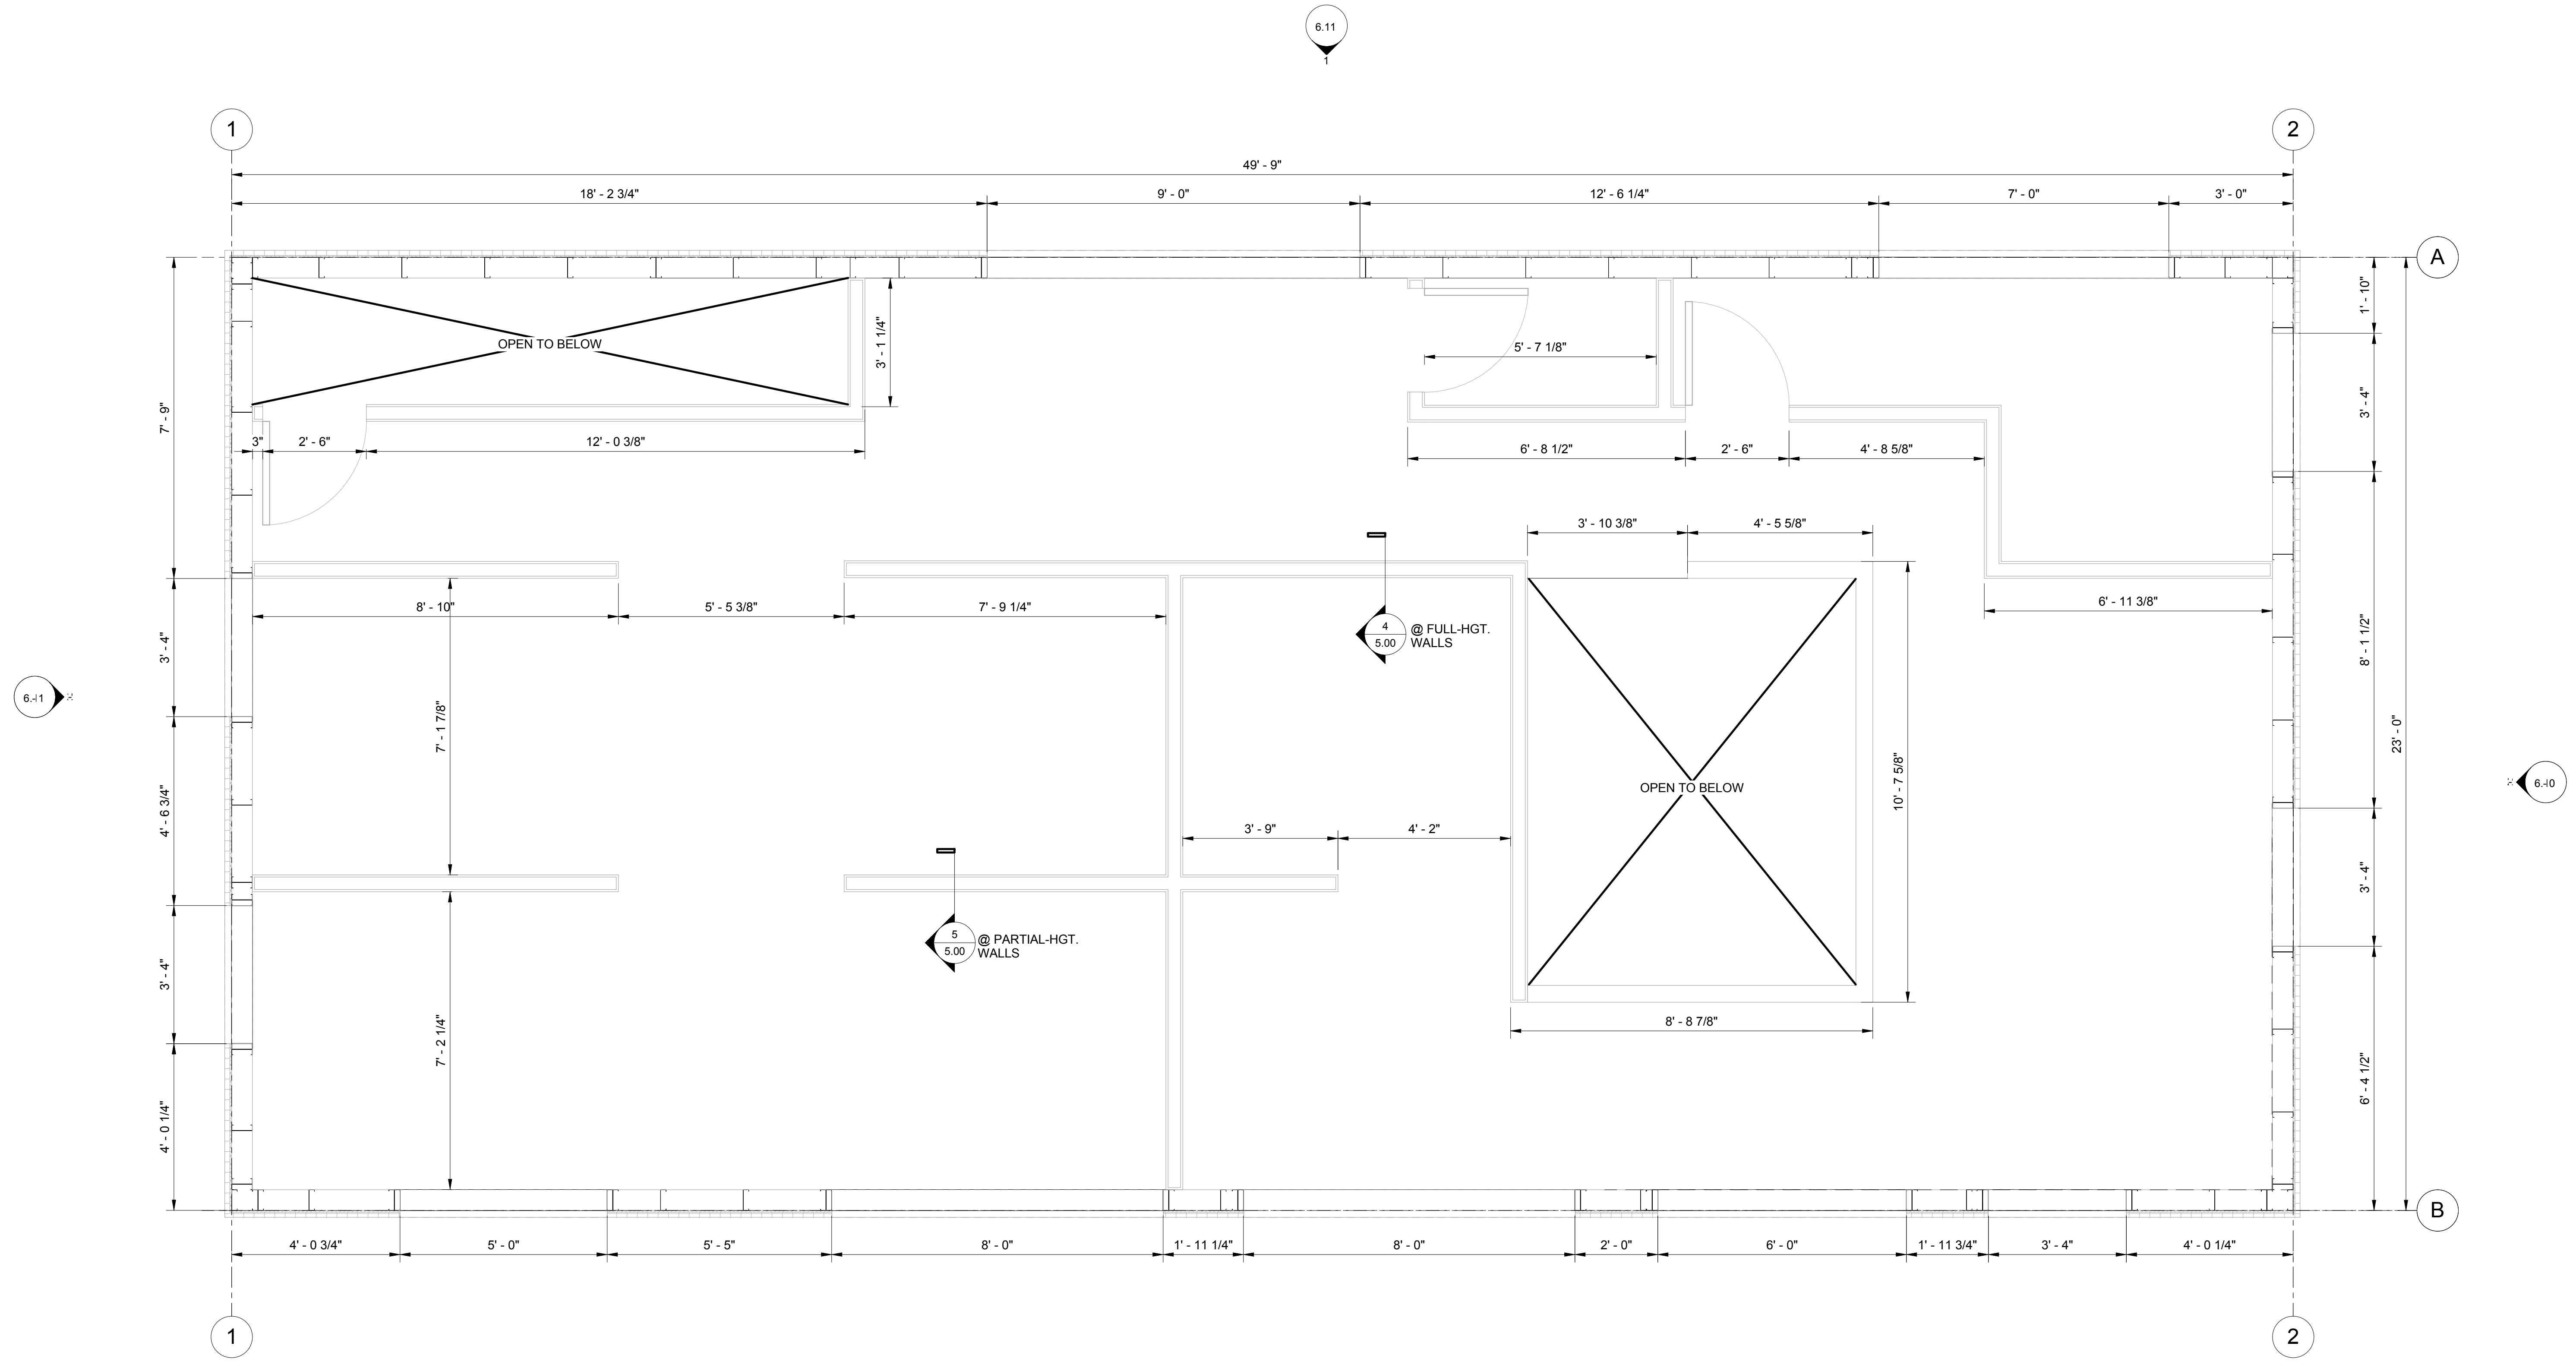 6.11
1
1
2
49' - 9"
18' - 2 3/4"
9' - 0"
12' - 6 1/4"
7' - 0"
3' - 0"
A
1' - 10"
OPEN TO BELOW
3' - 1 1/4"
5' - 7 1/8"
7' - 9"
3' - 4"
3"
2' - 6"
12' - 0 3/8"
6' - 8 1/2"
2' - 6"
4' - 8 5/8"
3' - 10 3/8"
4' - 5 5/8"
8' - 10"
5' - 5 3/8"
7' - 9 1/4"
6' - 11 3/8"
4
5.00
@ FULL-HGT.
WALLS
3' - 4"
8' - 1 1/2"
7' - 1 7/8"
23' - 0"
OPEN TO BELOW
10' - 7 5/8"
4' - 6 3/4"
3' - 9"
4' - 2"
3' - 4"
5
5.00
@ PARTIAL-HGT.
WALLS
3' - 4"
8' - 8 7/8"
7' - 2 1/4"
6' - 4 1/2"
4' - 0 1/4"
B
4' - 0 3/4"
5' - 0"
5' - 5"
8' - 0"
1' - 11 1/4"
8' - 0"
2' - 0"
6' - 0"
1' - 11 3/4"
3' - 4"
4' - 0 1/4"
1
2